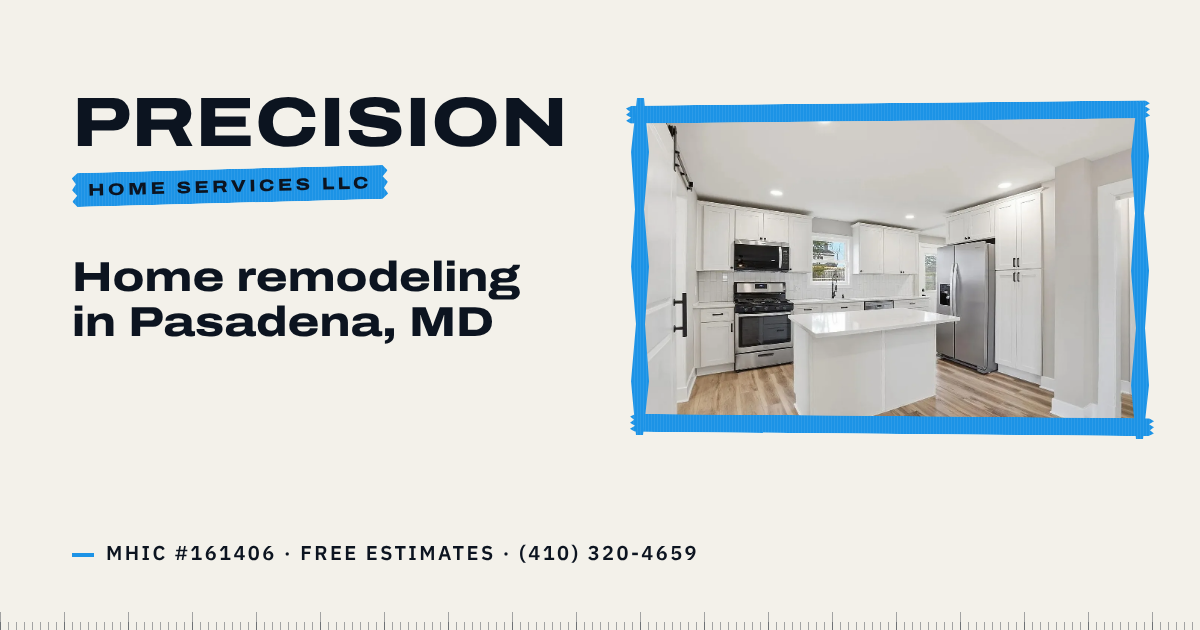 PRECISION
HOME SERVICES LLC
Home remodeling
in Pasadena, MD
MHIC #161406 · FREE ESTIMATES · (410) 320-4659